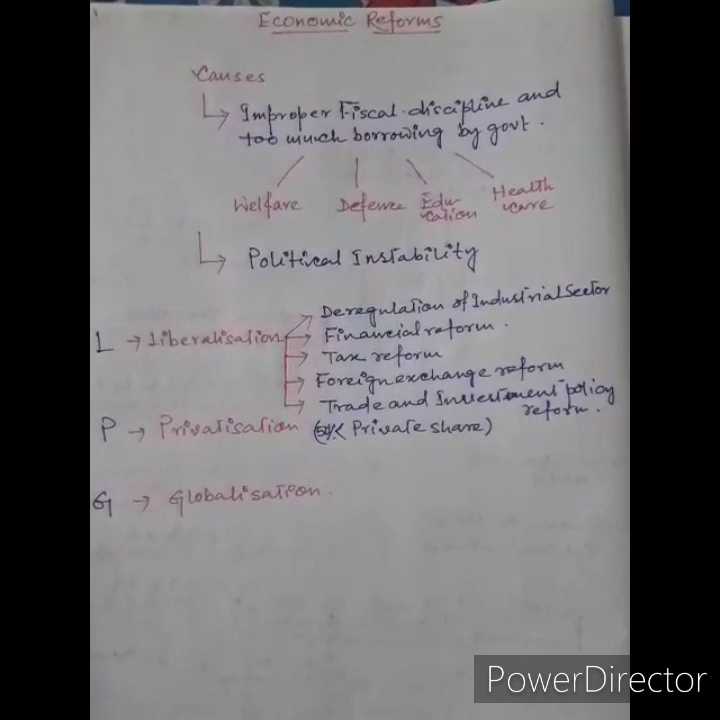 Economic Reforms
Causes
Improper Fiscal discipline and
too much borrowing by govt.
Welfare Defence Edu-cation Health care
Political Instability
Deregulation of Industrial Sector
L → Liberalisation Financial reform.
Tax reform
Foreign exchange reform
Trade and Investment policy
reform.
P → Privatisation (< Private share)
G → Globalisation.
PowerDirector